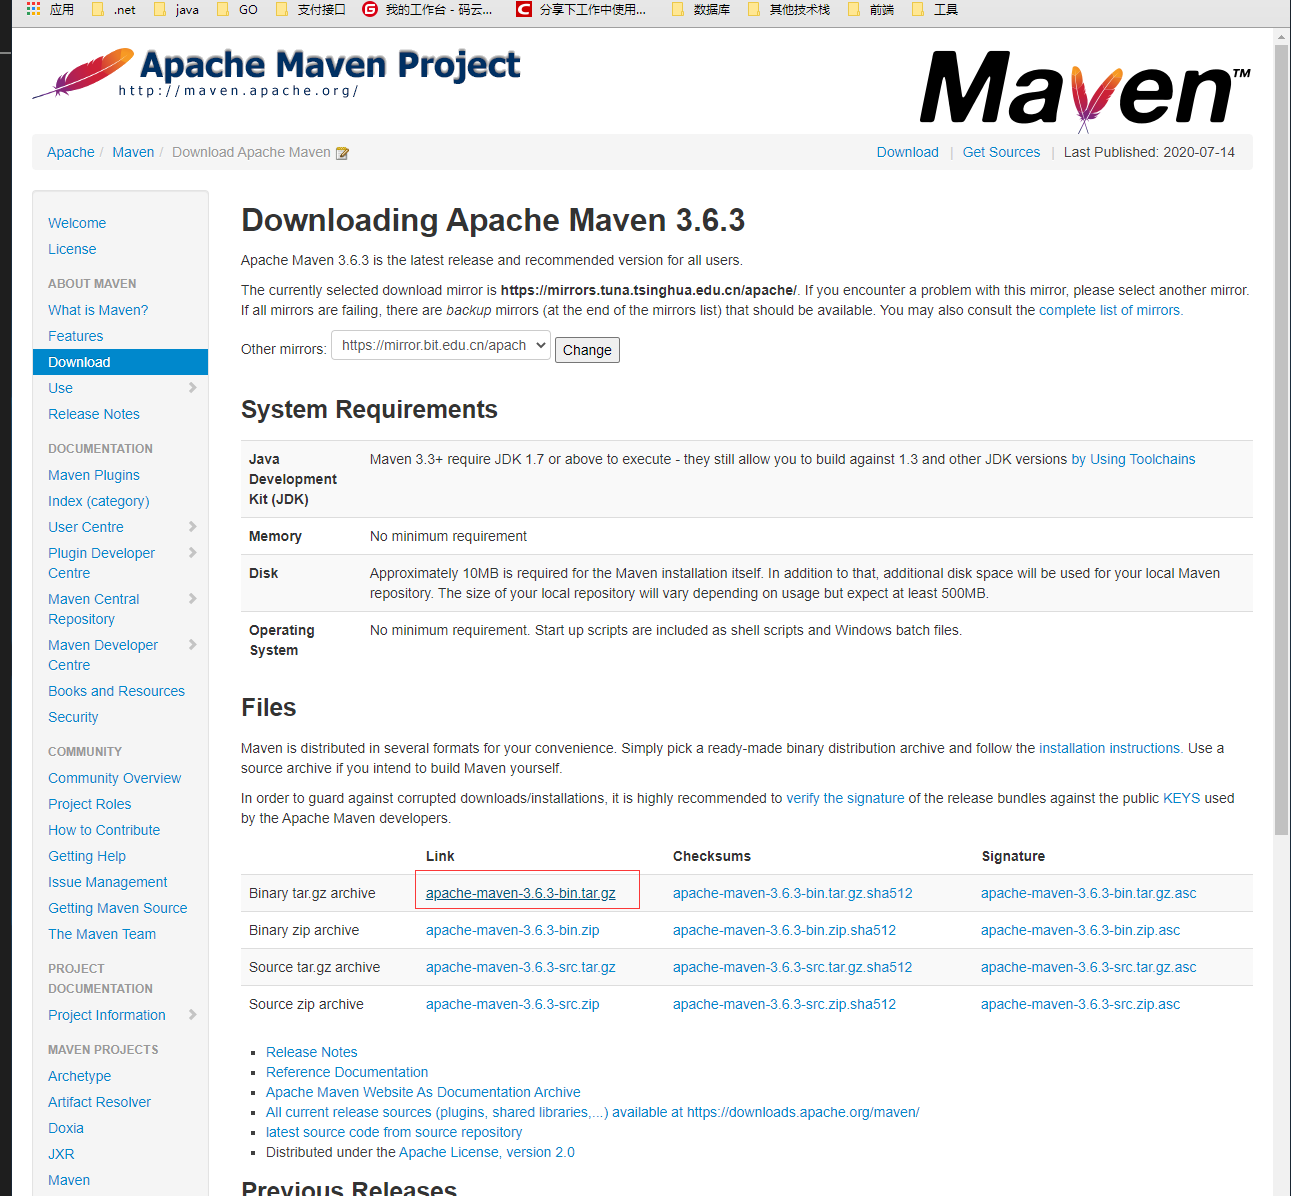 应用 .net java GO 支付接口 我的工作台 - 码云... 分享下工作中使用... 数据库 其他技术栈 前端 工具
Apache Maven Project
http://maven.apache.org/
Maven™
Apache / Maven / Download Apache Maven
Download | Get Sources | Last Published: 2020-07-14
Welcome
License
ABOUT MAVEN
What is Maven?
Features
Download
Use
Release Notes
DOCUMENTATION
Maven Plugins
Index (category)
User Centre
Plugin Developer
Centre
Maven Central
Repository
Maven Developer
Centre
Books and Resources
Security
COMMUNITY
Community Overview
Project Roles
How to Contribute
Getting Help
Issue Management
Getting Maven Source
The Maven Team
PROJECT
DOCUMENTATION
Project Information
MAVEN PROJECTS
Archetype
Artifact Resolver
Doxia
JXR
Maven
Downloading Apache Maven 3.6.3
Apache Maven 3.6.3 is the latest release and recommended version for all users.
The currently selected download mirror is https://mirrors.tuna.tsinghua.edu.cn/apache/. If you encounter a problem with this mirror, please select another mirror.
If all mirrors are failing, there are backup mirrors (at the end of the mirrors list) that should be available. You may also consult the complete list of mirrors.
Other mirrors: https://mirror.bit.edu.cn/apach Change
System Requirements
Java
Development
Kit (JDK)
Maven 3.3+ require JDK 1.7 or above to execute - they still allow you to build against 1.3 and other JDK versions by Using Toolchains
Memory No minimum requirement
Disk Approximately 10MB is required for the Maven installation itself. In addition to that, additional disk space will be used for your local Maven
repository. The size of your local repository will vary depending on usage but expect at least 500MB.
Operating
System
No minimum requirement. Start up scripts are included as shell scripts and Windows batch files.
Files
Maven is distributed in several formats for your convenience. Simply pick a ready-made binary distribution archive and follow the installation instructions. Use a
source archive if you intend to build Maven yourself.
In order to guard against corrupted downloads/installations, it is highly recommended to verify the signature of the release bundles against the public KEYS used
by the Apache Maven developers.
Link Checksums Signature
Binary tar.gz archive apache-maven-3.6.3-bin.tar.gz apache-maven-3.6.3-bin.tar.gz.sha512 apache-maven-3.6.3-bin.tar.gz.asc
Binary zip archive apache-maven-3.6.3-bin.zip apache-maven-3.6.3-bin.zip.sha512 apache-maven-3.6.3-bin.zip.asc
Source tar.gz archive apache-maven-3.6.3-src.tar.gz apache-maven-3.6.3-src.tar.gz.sha512 apache-maven-3.6.3-src.tar.gz.asc
Source zip archive apache-maven-3.6.3-src.zip apache-maven-3.6.3-src.zip.sha512 apache-maven-3.6.3-src.zip.asc
Release Notes
Reference Documentation
Apache Maven Website As Documentation Archive
All current release sources (plugins, shared libraries,...) available at https://downloads.apache.org/maven/
latest source code from source repository
Distributed under the Apache License, version 2.0
Previous Releases